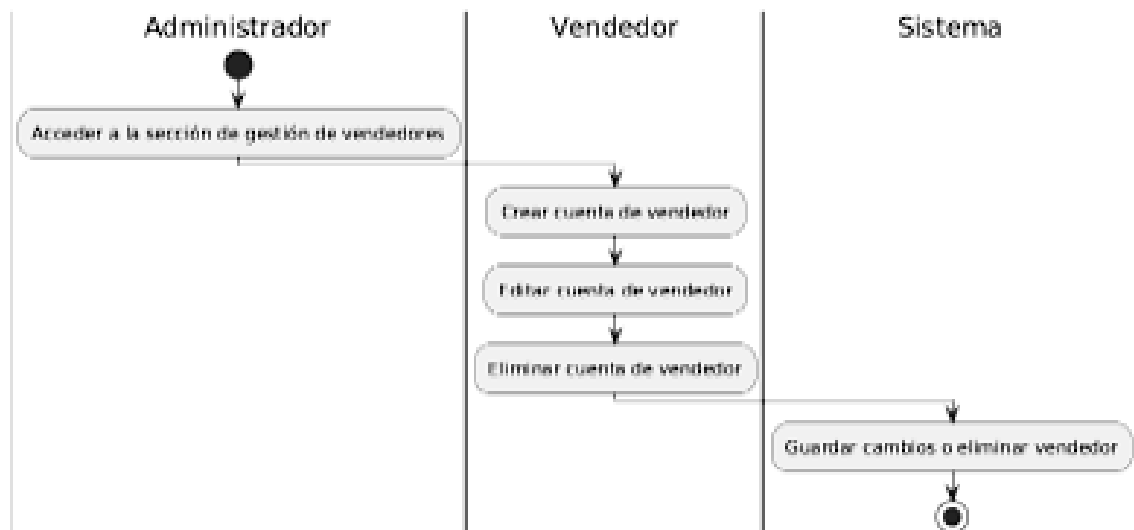 Administrador
Vendedor
Sistema
Acceder a la sección de gestión de vendedores
Crear cuenta de vendedor
Editar cuenta de vendedor
Eliminar cuenta de vendedor
Guardar cambios o eliminar vendedor